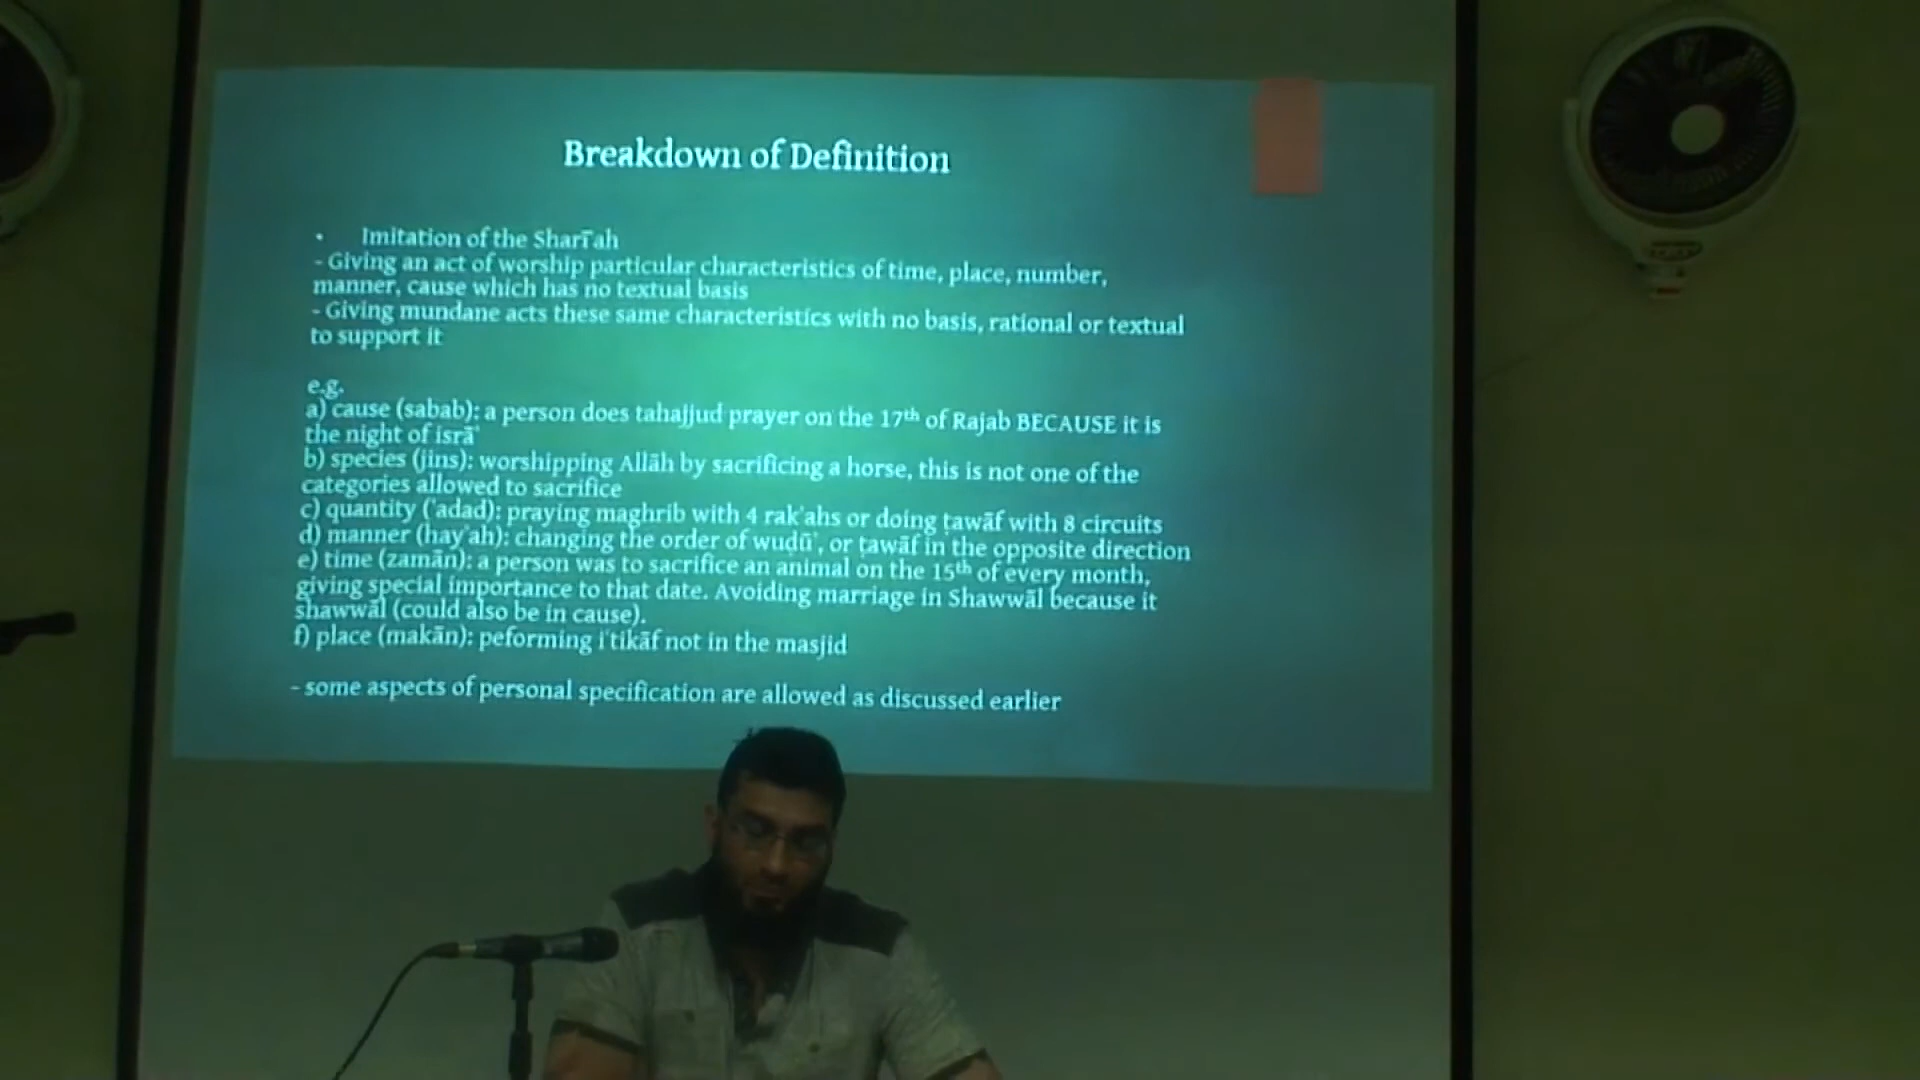 Breakdown of Definition
• Imitation of the Sharīʿah
- Giving an act of worship particular characteristics of time, place, number,
manner, cause which has no textual basis
- Giving mundane acts these same characteristics with no basis, rational or textual
to support it
e.g.
a) cause (sabab): a person does tahajjud prayer on the 17th of Rajab BECAUSE it is
the night of isrāʾ
b) species (jins): worshipping Allāh by sacrificing a horse, this is not one of the
categories allowed to sacrifice
c) quantity (ʿadad): praying maghrib with 4 rakʿahs or doing ṭawāf with 8 circuits
d) manner (hayʾah): changing the order of wuḍūʾ, or ṭawāf in the opposite direction
e) time (zamān): a person was to sacrifice an animal on the 15th of every month,
giving special importance to that date. Avoiding marriage in Shawwāl because it
shawwāl (could also be in cause).
f) place (makān): peforming iʿtikāf not in the masjid
- some aspects of personal specification are allowed as discussed earlier